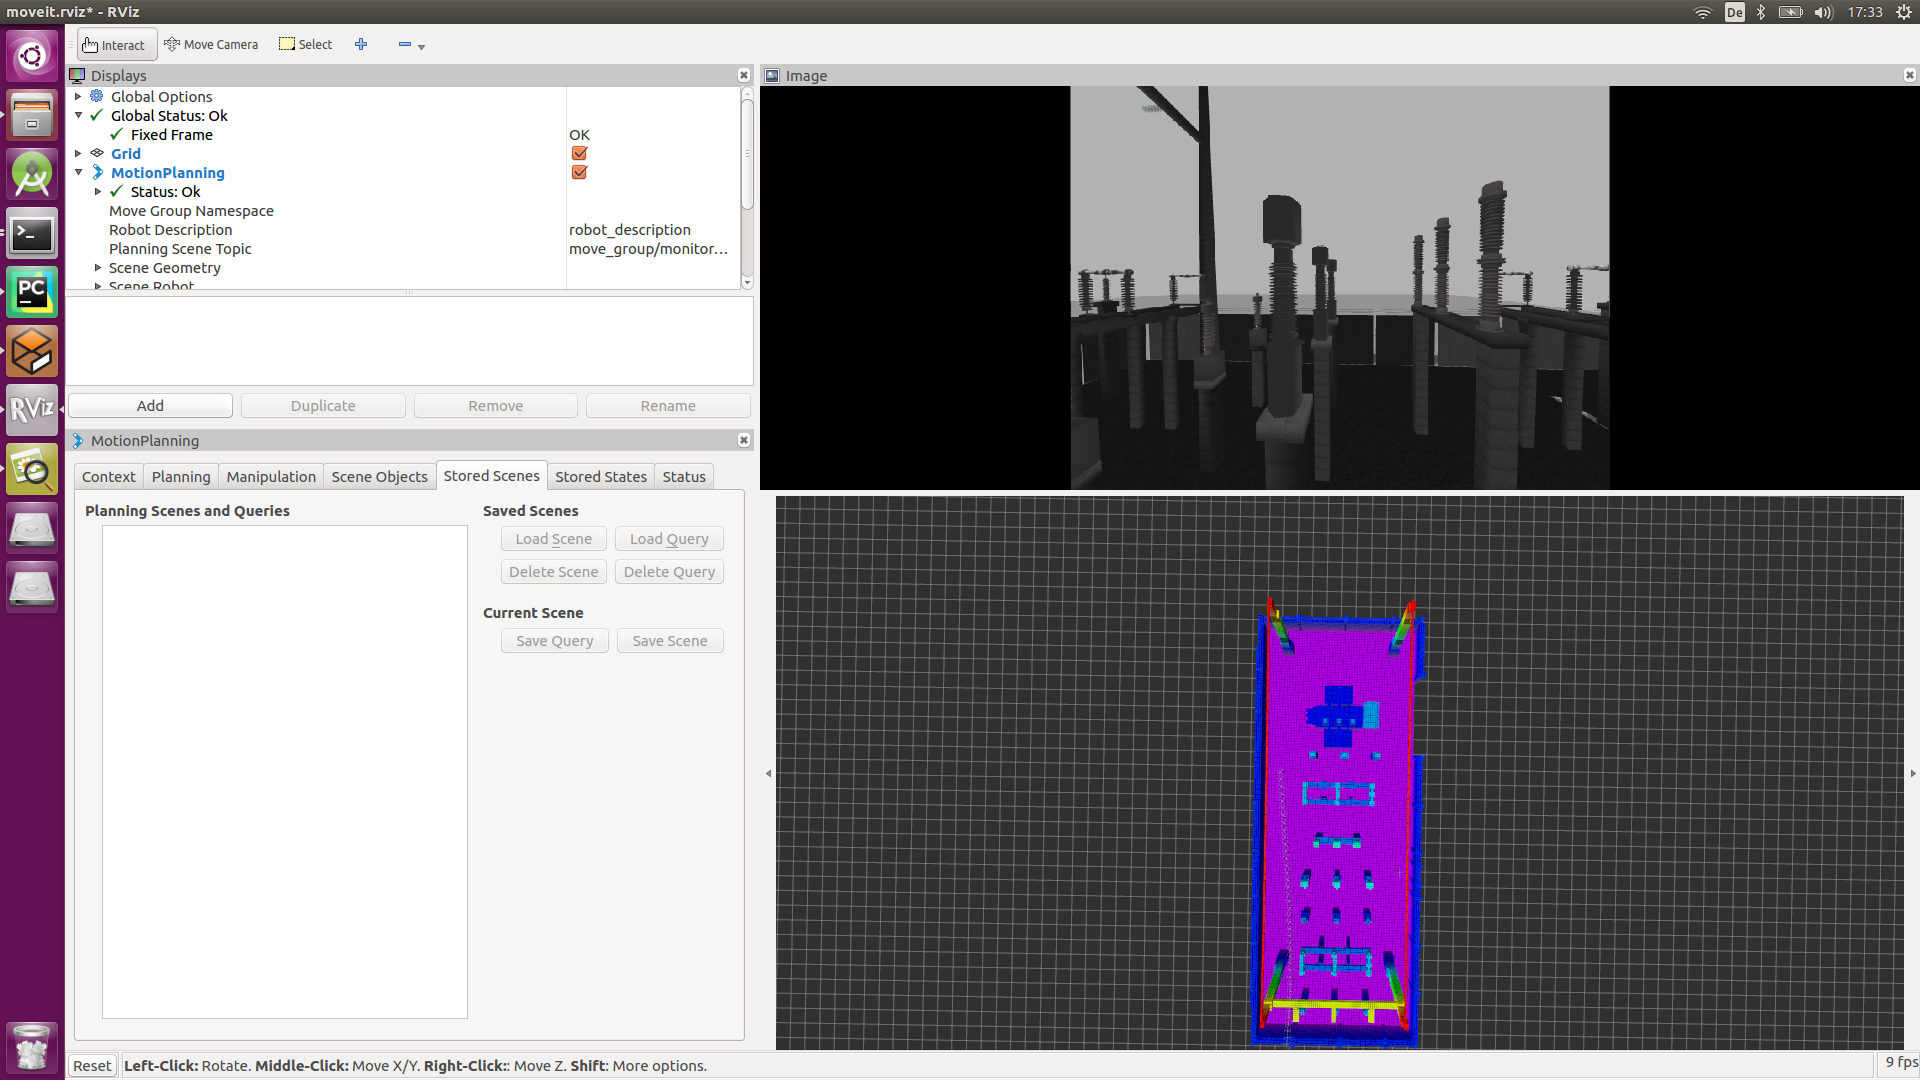 moveit.rviz* - RViz
De
17:33
Interact
Move Camera
Select
Displays
Image
Global Options
Global Status: Ok
Fixed Frame
OK
Grid
MotionPlanning
Status: Ok
Move Group Namespace
Robot Description
robot_description
Planning Scene Topic
move_group/monitor...
Scene Geometry
Scene Robot
Add
Duplicate
Remove
Rename
MotionPlanning
Context
Planning
Manipulation
Scene Objects
Stored Scenes
Stored States
Status
Planning Scenes and Queries
Saved Scenes
Load Scene
Load Query
Delete Scene
Delete Query
Current Scene
Save Query
Save Scene
PC
RViz
Reset
Left-Click: Rotate. Middle-Click: Move X/Y. Right-Click:: Move Z. Shift: More options.
9 fps